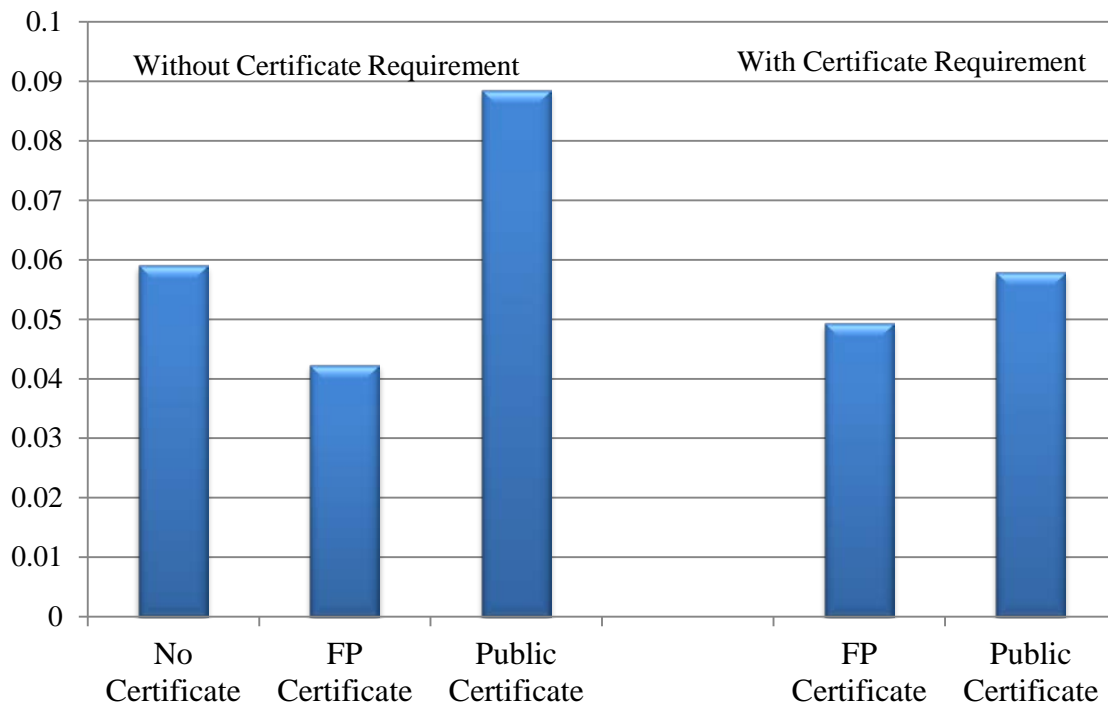 0.1
0.09
0.08
0.07
0.06
0.05
0.04
0.03
0.02
0.01
0
Without Certificate Requirement
With Certificate Requirement
No
Certificate
FP
Certificate
Public
Certificate
FP
Certificate
Public
Certificate